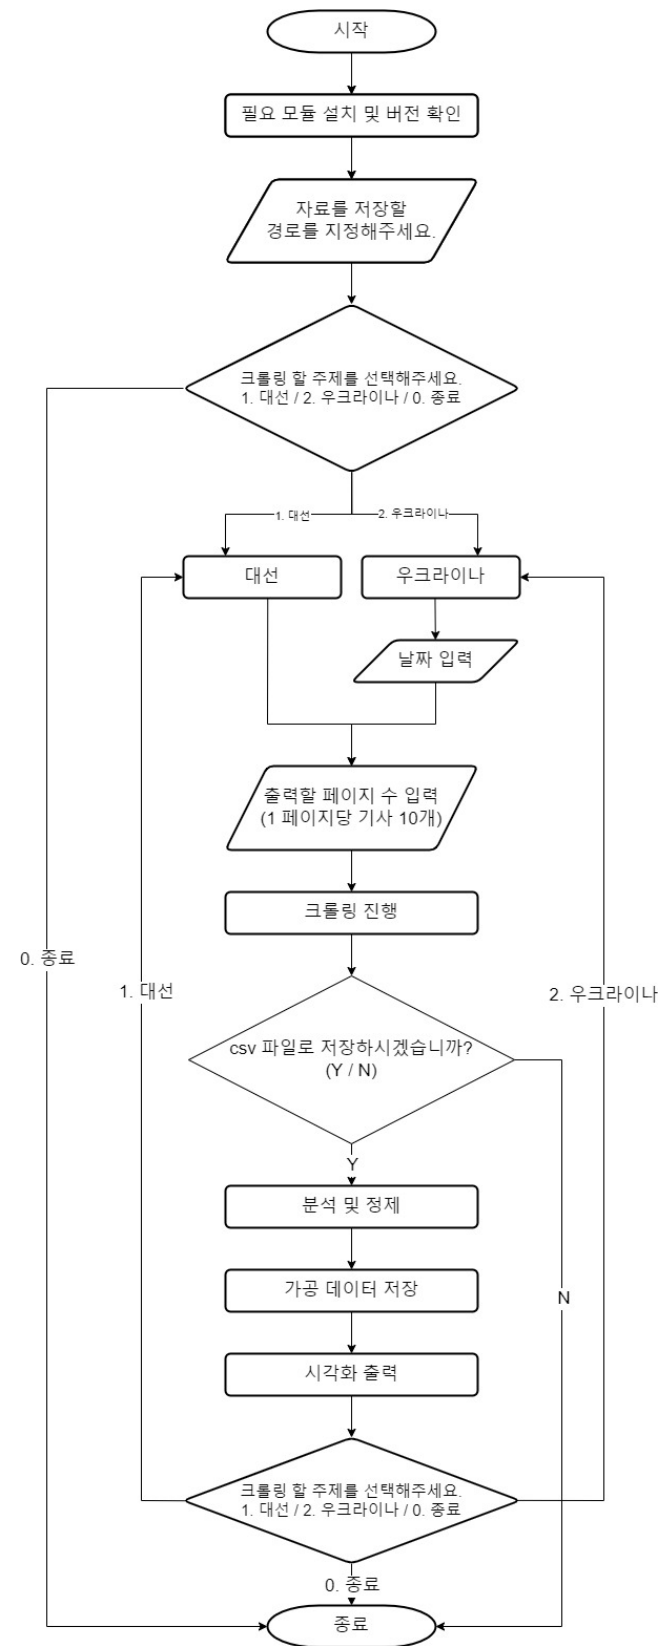 시작
필요 모듈 설치 및 버전 확인
자료를 저장할
경로를 지정해주세요.
크롤링 할 주제를 선택해주세요.
1. 대선 / 2. 우크라이나 / 0. 종료
1. 대선
2. 우크라이나
대선
우크라이나
날짜 입력
출력할 페이지 수 입력
(1 페이지당 기사 10개)
크롤링 진행
0. 종료
1. 대선
2. 우크라이나
csv 파일로 저장하시겠습니까?
(Y / N)
Y
분석 및 정제
가공 데이터 저장
N
시각화 출력
크롤링 할 주제를 선택해주세요.
1. 대선 / 2. 우크라이나 / 0. 종료
0. 종료
종료